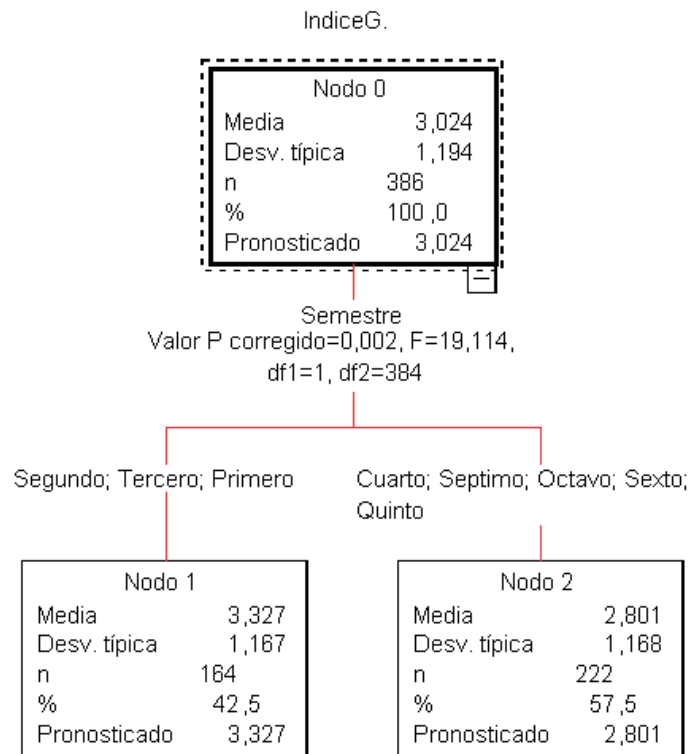 IndiceG.
Nodo 0
Media 3,024
Desv. típica 1,194
n 386
% 100 ,0
Pronosticado 3,024
Semestre
Valor P corregido=0,002, F=19,114,
df1=1, df2=384
Segundo; Tercero; Primero
Cuarto; Septimo; Octavo; Sexto;
Quinto
Nodo 1
Media 3,327
Desv. típica 1,167
n 164
% 42 ,5
Pronosticado 3,327
Nodo 2
Media 2,801
Desv. típica 1,168
n 222
% 57 ,5
Pronosticado 2,801